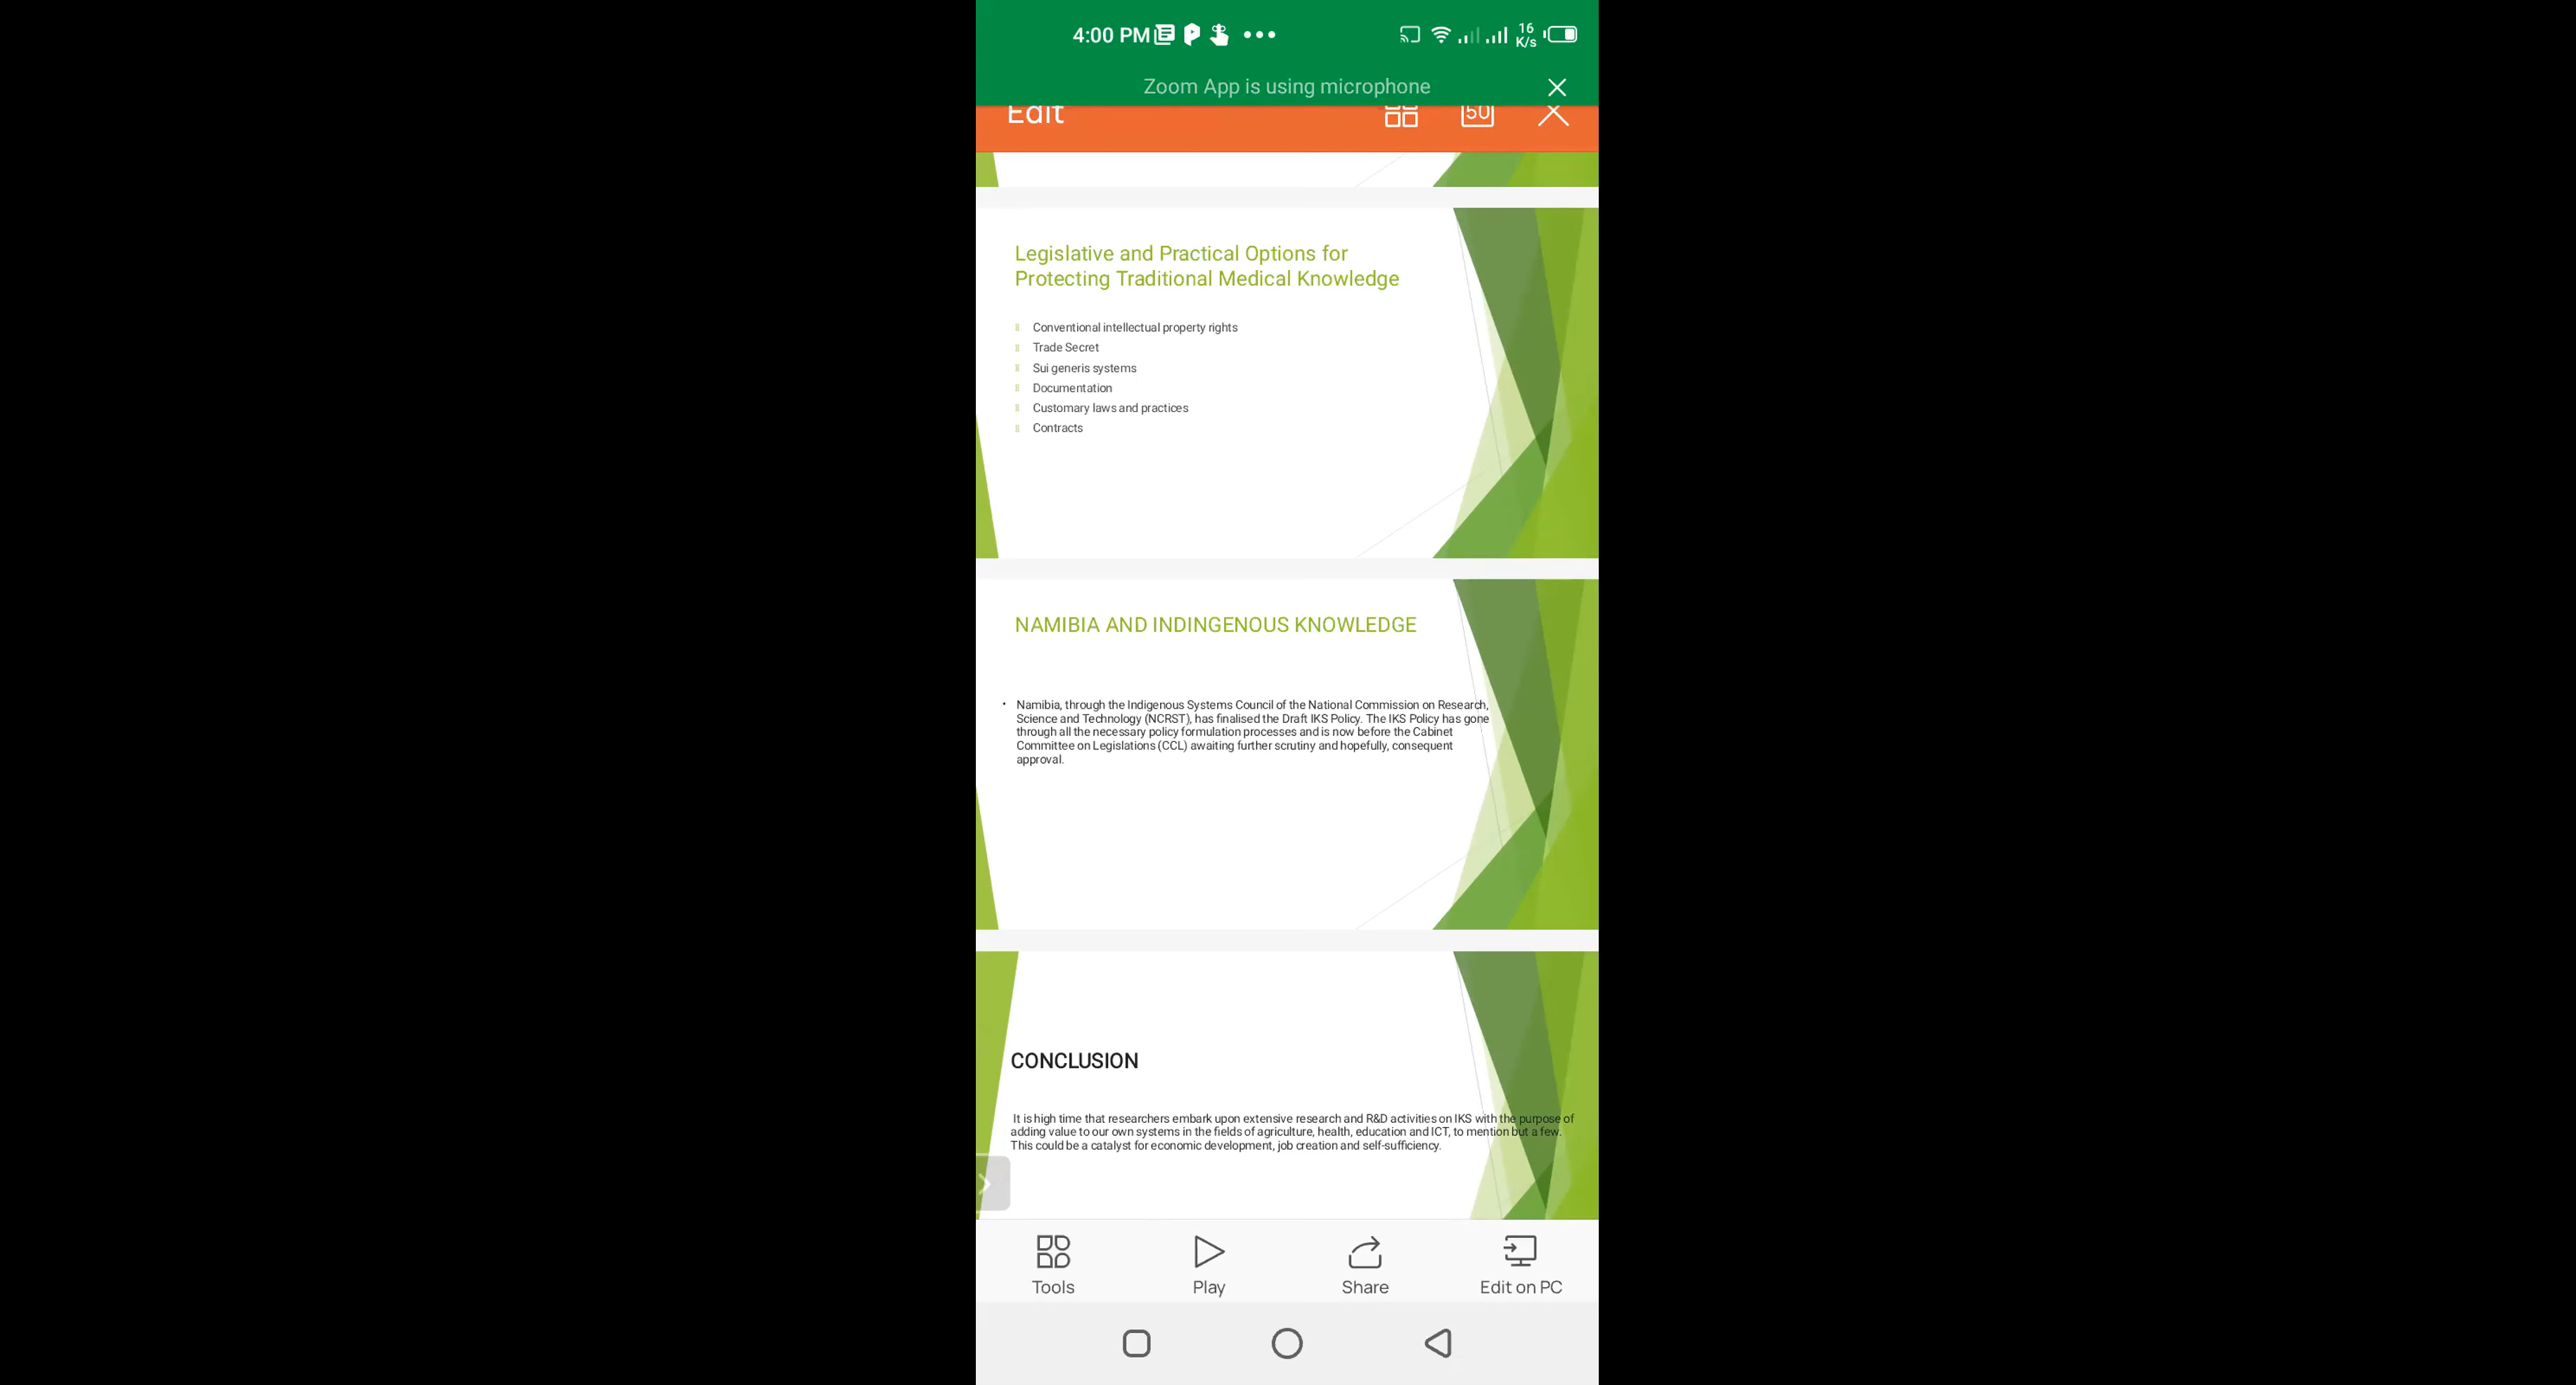 4:00 PM
16
K/s
Zoom App is using microphone
Edit
50
Legislative and Practical Options for
Protecting Traditional Medical Knowledge
Conventional intellectual property rights
Trade Secret
Sui generis systems
Documentation
Customary laws and practices
Contracts
NAMIBIA AND INDINGENOUS KNOWLEDGE
• Namibia, through the Indigenous Systems Council of the National Commission on Research,
Science and Technology (NCRST), has finalised the Draft IKS Policy. The IKS Policy has gone
through all the necessary policy formulation processes and is now before the Cabinet
Committee on Legislations (CCL) awaiting further scrutiny and hopefully, consequent
approval.
CONCLUSION
It is high time that researchers embark upon extensive research and R&D activities on IKS with the purpose of
adding value to our own systems in the fields of agriculture, health, education and ICT, to mention but a few.
This could be a catalyst for economic development, job creation and self-sufficiency.
Tools
Play
Share
Edit on PC